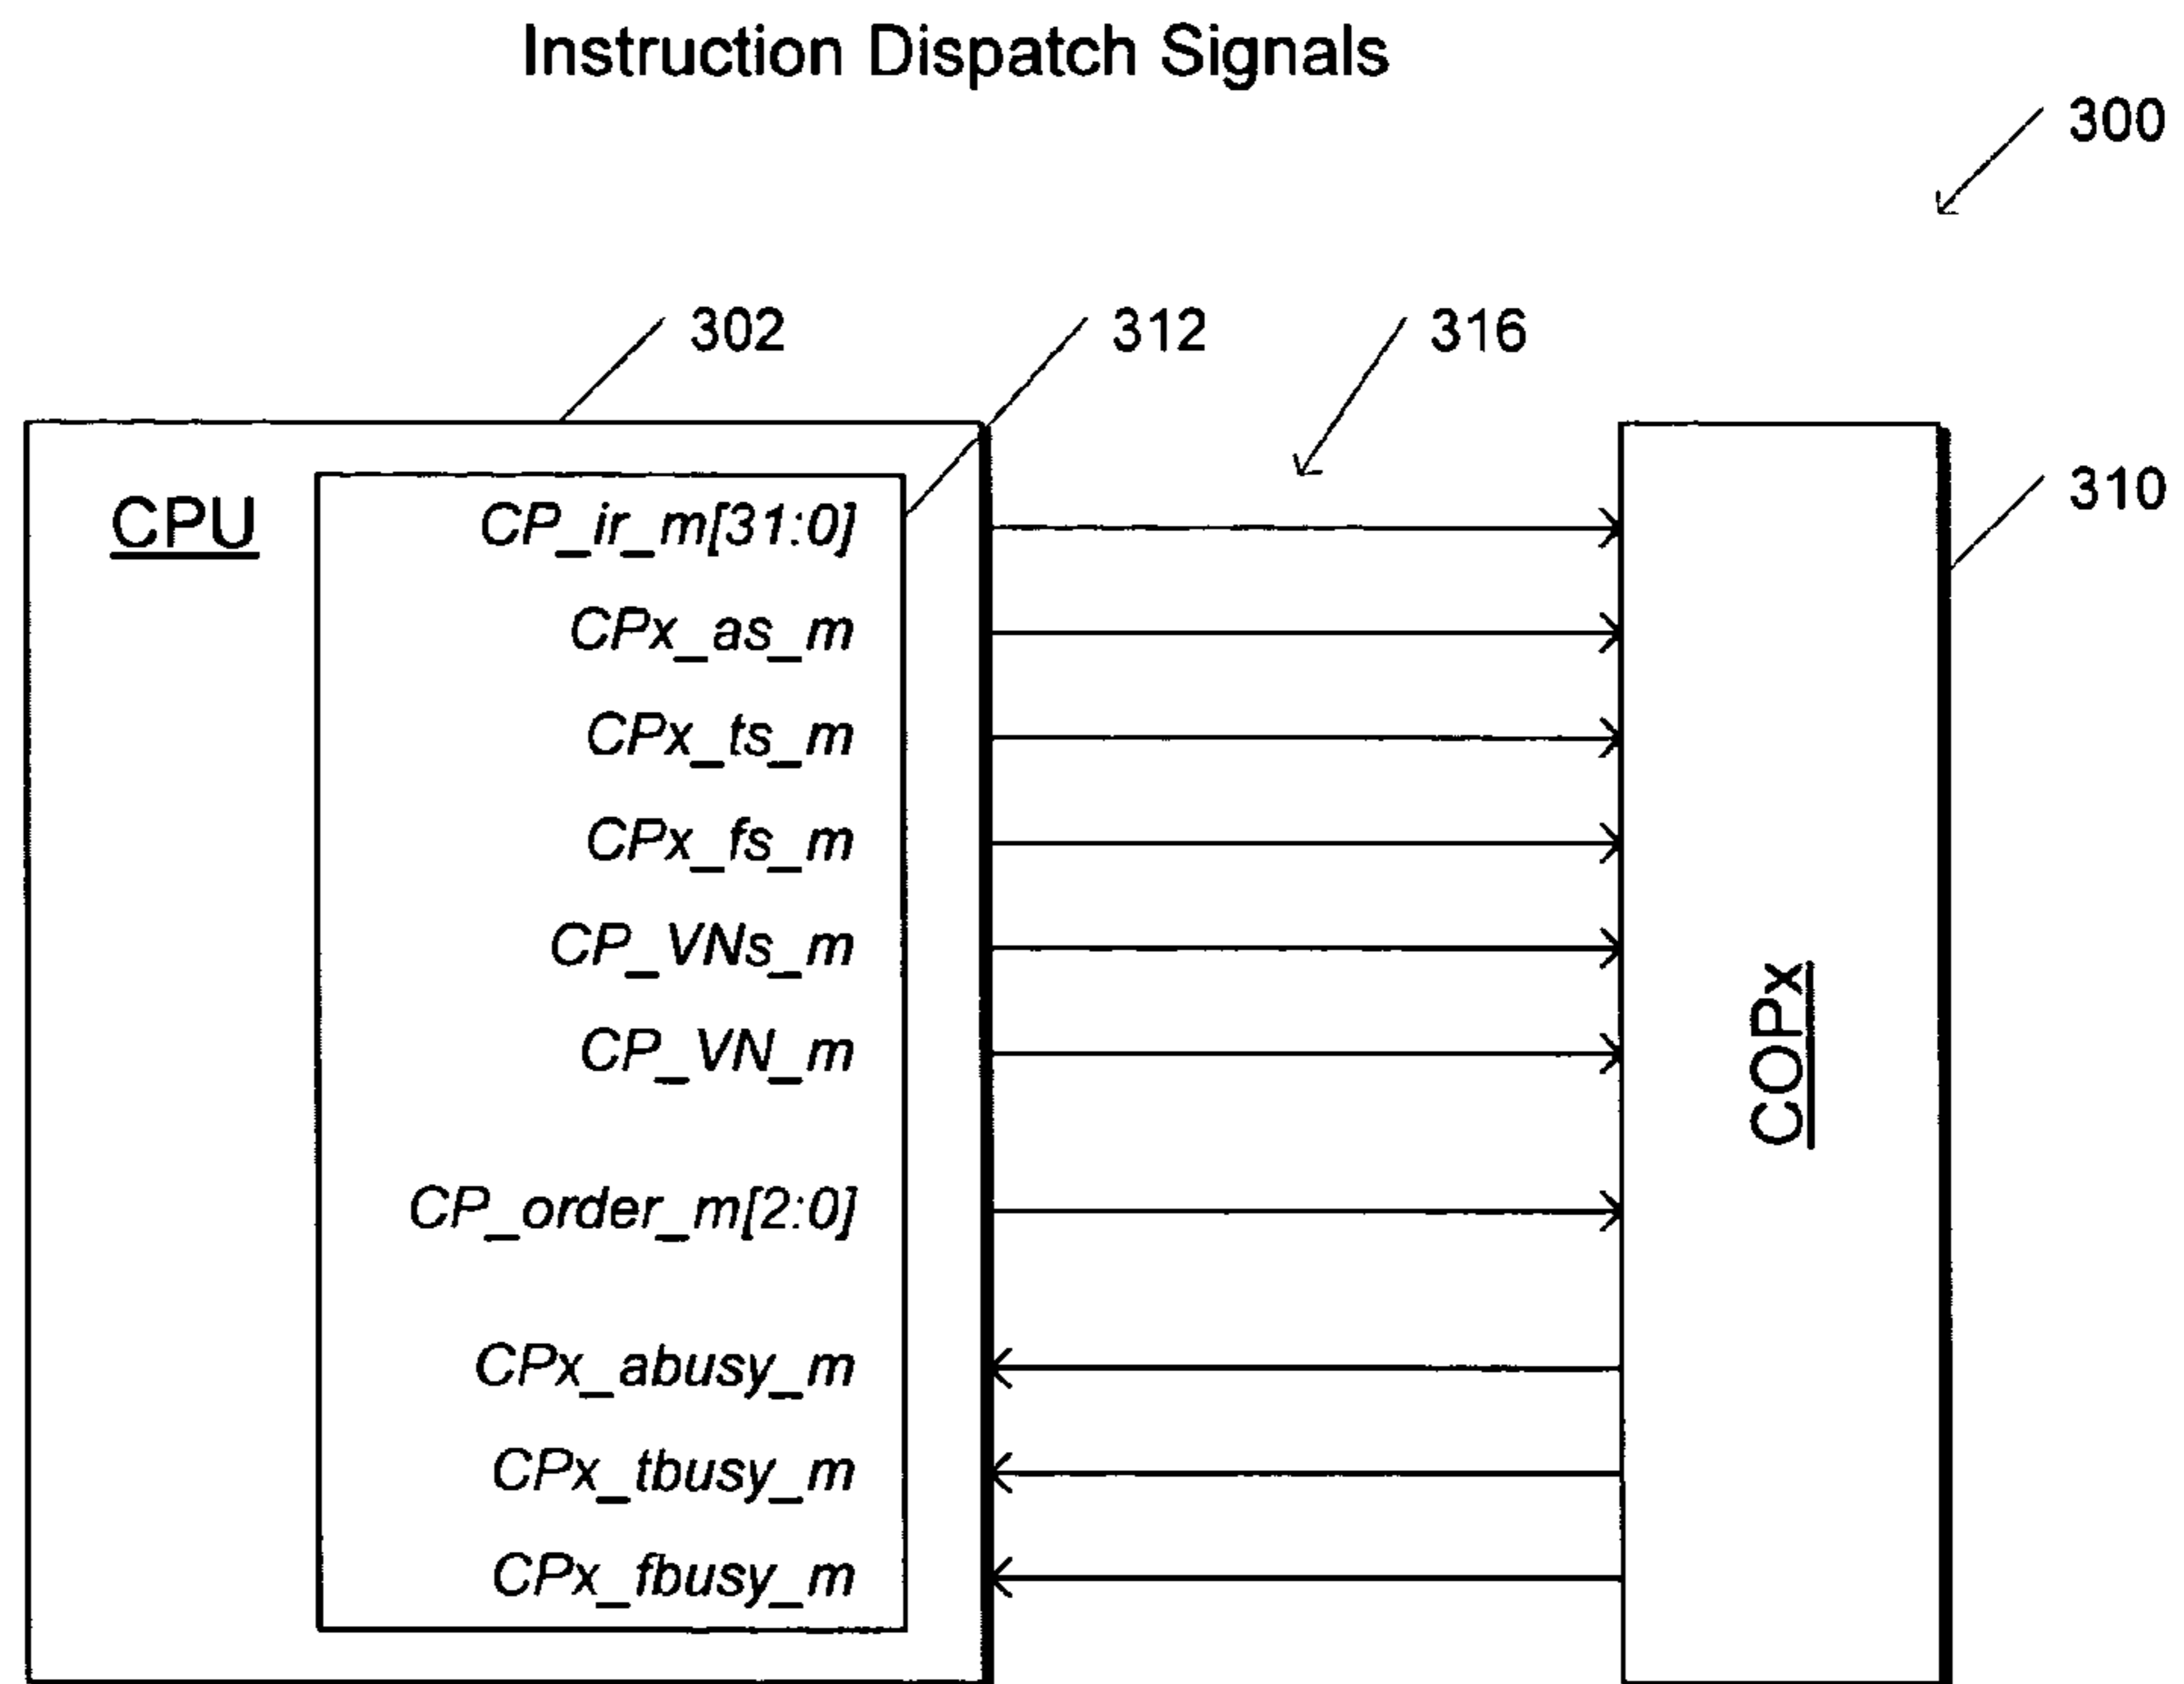 Instruction Dispatch Signals
300
302
312
316
310
CPU
CP_ir_m[31:0]
CPx_as_m
CPx_ts_m
CPx_fs_m
CP_VNs_m
CP_VN_m
CP_order_m[2:0]
CPx_abusy_m
CPx_tbusy_m
CPx_fbusy_m
COPx